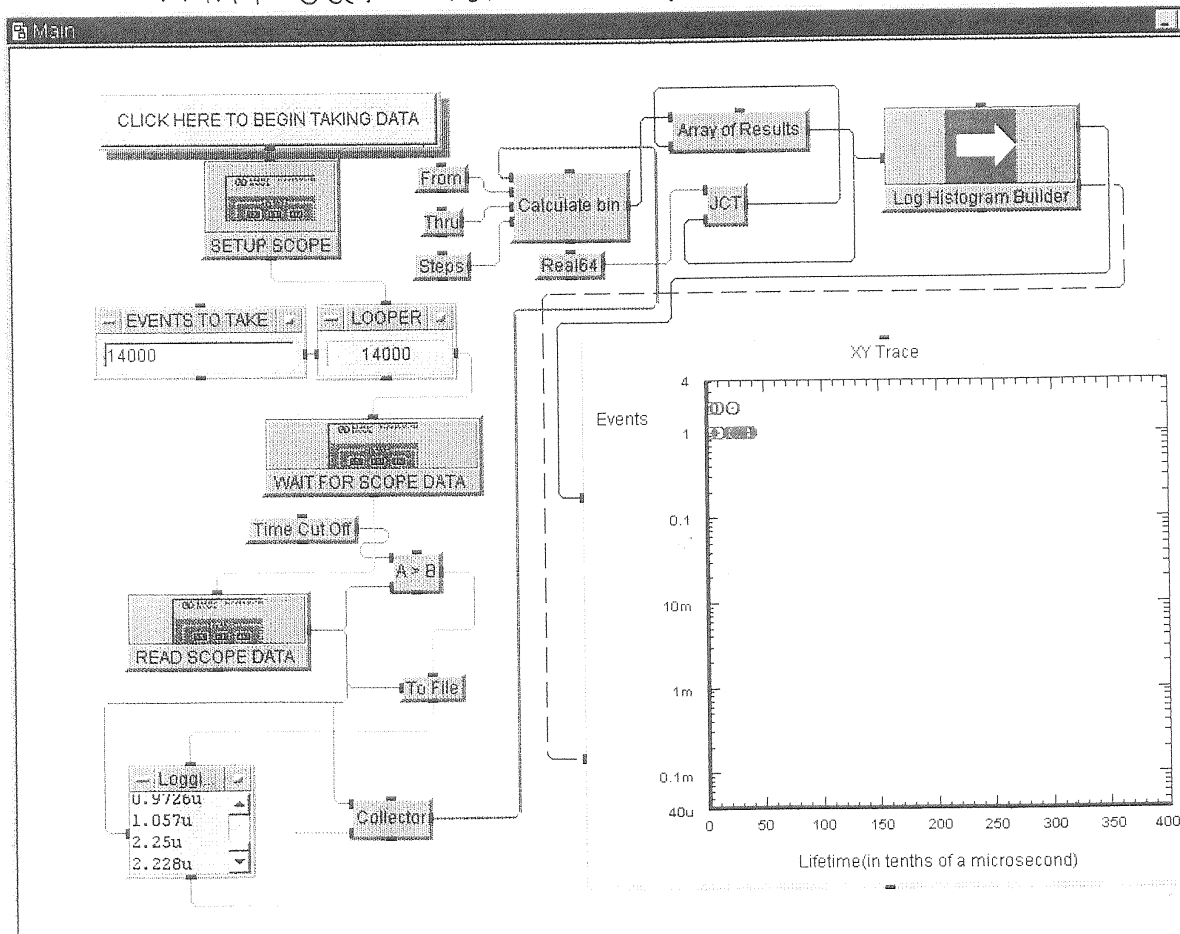 Main
CLICK HERE TO BEGIN TAKING DATA
SETUP SCOPE
EVENTS TO TAKE
14000
LOOPER
14000
WAIT FOR SCOPE DATA
Time Cut Off
A > B
READ SCOPE DATA
To File
Loggi...
0.9726u
1.057u
2.25u
2.228u
Collector
From
Thru
Steps
Calculate bin
Real64
Array of Results
JCT
Log Histogram Builder
XY Trace
Events
4
1
0.1
10m
1m
0.1m
40u
0 50 100 150 200 250 300 350 400
Lifetime(in tenths of a microsecond)